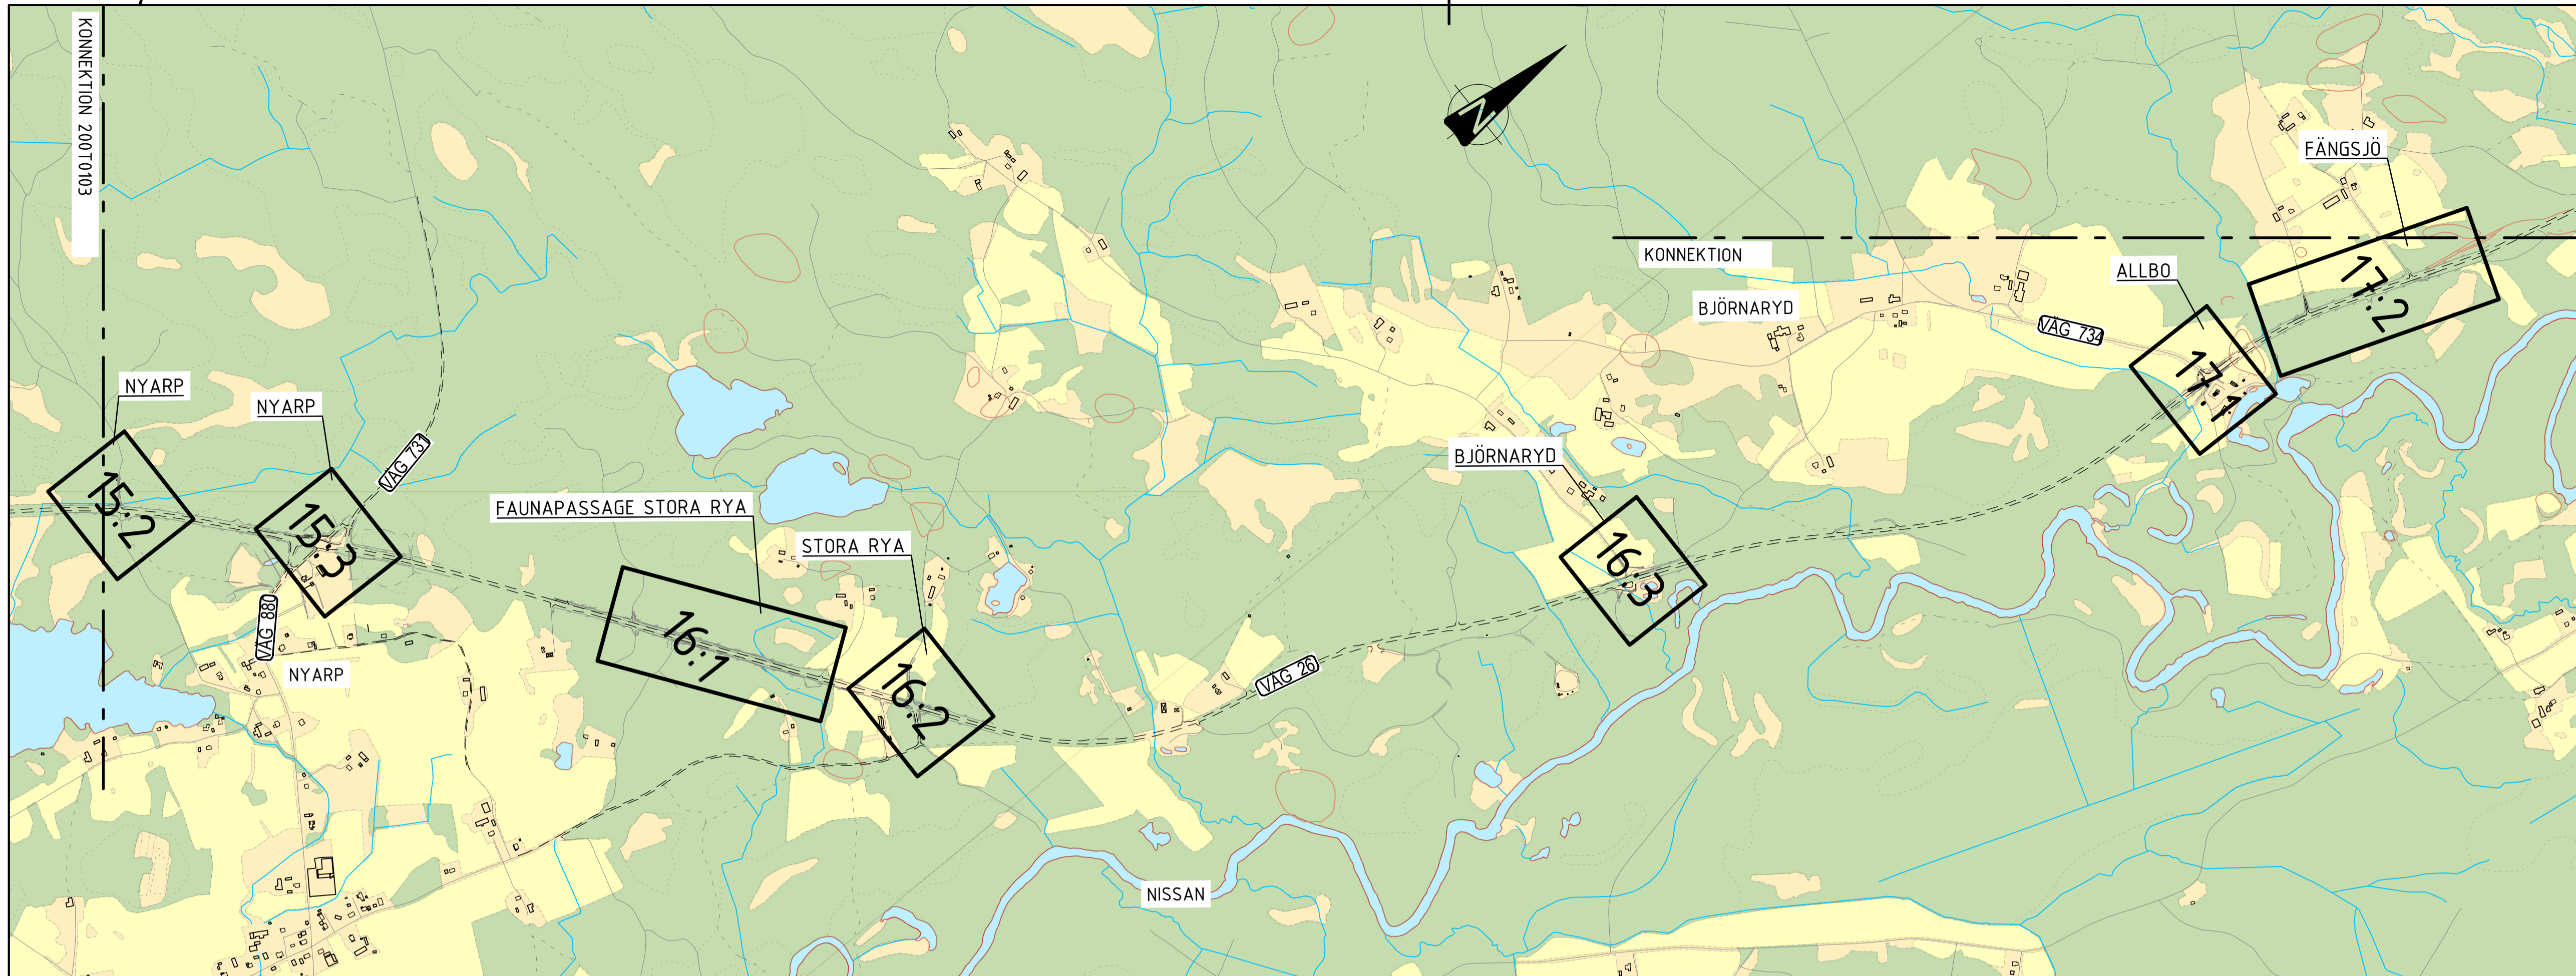 KONNEKTION 200T0103
N
FÄNGSJÖ
KONNEKTION
ALLBO
BJÖRNARYD
17:2
VÄG 734
17:1
NYARP
NYARP
VÄG 731
BJÖRNARYD
15:2
15:3
FAUNAPASSAGE STORA RYA
STORA RYA
16:3
VÄG 880
16:1
NYARP
16:2
VÄG 26
NISSAN